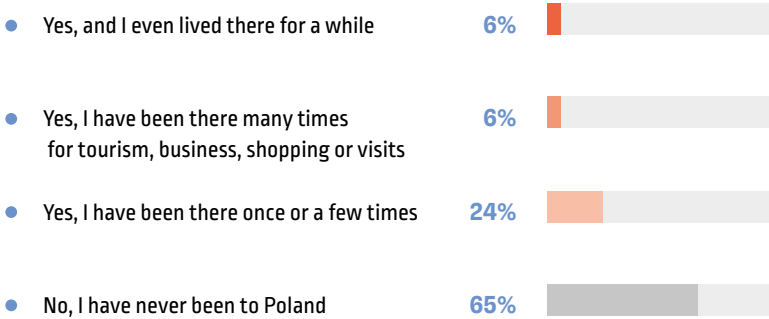 Yes, and I even lived there for a while 6%
Yes, I have been there many times 6%
for tourism, business, shopping or visits
Yes, I have been there once or a few times 24%
No, I have never been to Poland 65%